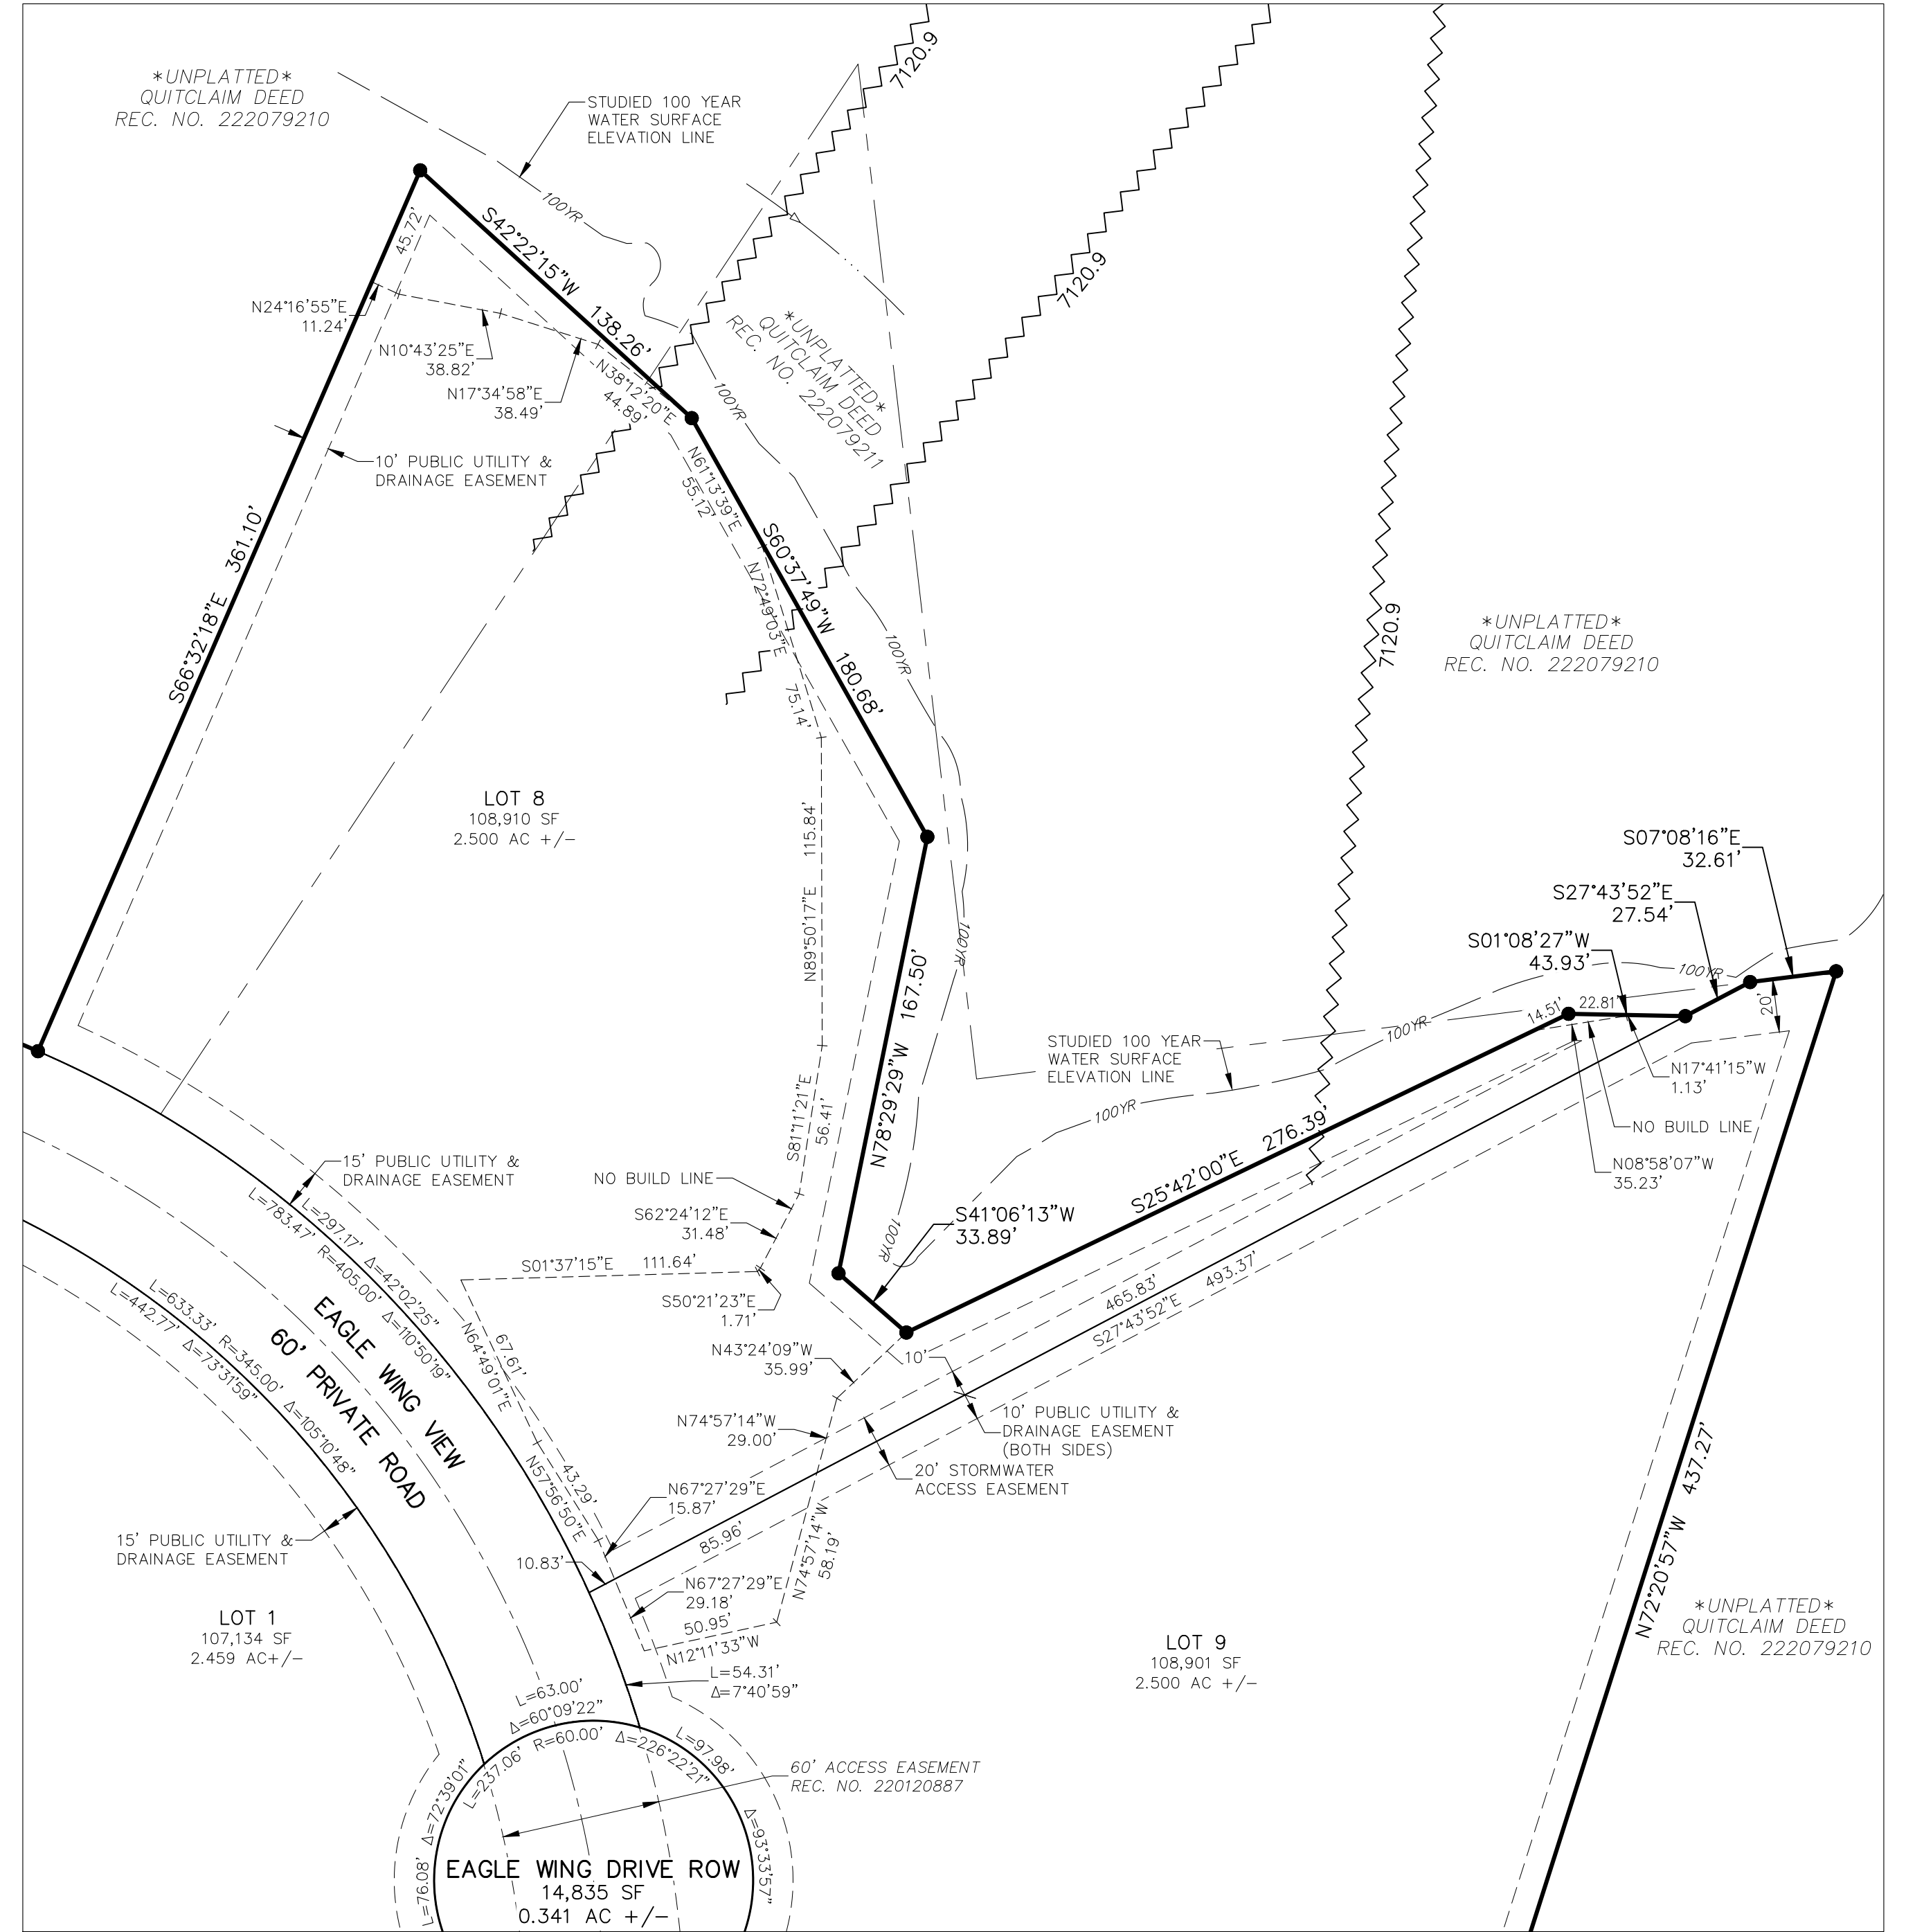 *UNPLATTED*
QUITCLAIM DEED
REC. NO. 222079210
STUDIED 100 YEAR
WATER SURFACE
ELEVATION LINE
7120.9
7120.9
7120.9
100YR
S42°22'15"W 138.26'
45.72'
N24°16'55"E
11.24'
N10°43'25"E
38.82'
N17°34'58"E
38.49'
N38°12'20"E
44.89'
*UNPLATTED*
QUITCLAIM DEED
REC. NO. 222079211
100YR
10' PUBLIC UTILITY &
DRAINAGE EASEMENT
S66°32'18"E 361.10'
N61°13'39"E
55.12'
S60°37'49"W 180.68'
N72°49'03"E 75.14'
100YR
*UNPLATTED*
QUITCLAIM DEED
REC. NO. 222079210
LOT 8
108,910 SF
2.500 AC +/-
N89°50'17"E 115.84'
S07°08'16"E
32.61'
S27°43'52"E
27.54'
S01°08'27"W
43.93'
100YR
100YR
N78°29'29"W 167.50'
14.51'
22.81'
20'
100YR
STUDIED 100 YEAR
WATER SURFACE
ELEVATION LINE
N17°41'15"W
1.13'
NO BUILD LINE
N08°58'07"W
35.23'
100YR
S81°11'21"E
56.41'
15' PUBLIC UTILITY &
DRAINAGE EASEMENT
NO BUILD LINE
S62°24'12"E
31.48'
S01°37'15"E 111.64'
S50°21'23"E
1.71'
100YR
S41°06'13"W
33.89'
S25°42'00"E 276.39'
L=297.17' Δ=42°02'25"
L=783.47' R=405.00' Δ=110°50'19"
EAGLE WING VIEW
60' PRIVATE ROAD
L=633.33' R=345.00' Δ=105°10'48"
L=442.77' Δ=73°31'59"
67.61'
N64°49'01"E
N43°24'09"W
35.99'
10'
465.83'
493.37'
S27°43'52"E
10' PUBLIC UTILITY &
DRAINAGE EASEMENT
(BOTH SIDES)
N74°57'14"W
29.00'
20' STORMWATER
ACCESS EASEMENT
43.29'
N57°56'50"E
N67°27'29"E
15.87'
85.96'
10.83'
N74°57'14"W
58.19'
N67°27'29"E
29.18'
50.95'
N12°11'33"W
15' PUBLIC UTILITY &
DRAINAGE EASEMENT
LOT 1
107,134 SF
2.459 AC+/-
N72°20'57"W 437.27'
*UNPLATTED*
QUITCLAIM DEED
REC. NO. 222079210
LOT 9
108,901 SF
2.500 AC +/-
L=54.31'
Δ=7°40'59"
L=63.00'
Δ=60°09'22"
L=237.06' R=60.00' Δ=226°22'21"
L=97.98'
Δ=93°33'57"
60' ACCESS EASEMENT
REC. NO. 220120887
L=76.08' Δ=72°39'01"
EAGLE WING DRIVE ROW
14,835 SF
0.341 AC +/-